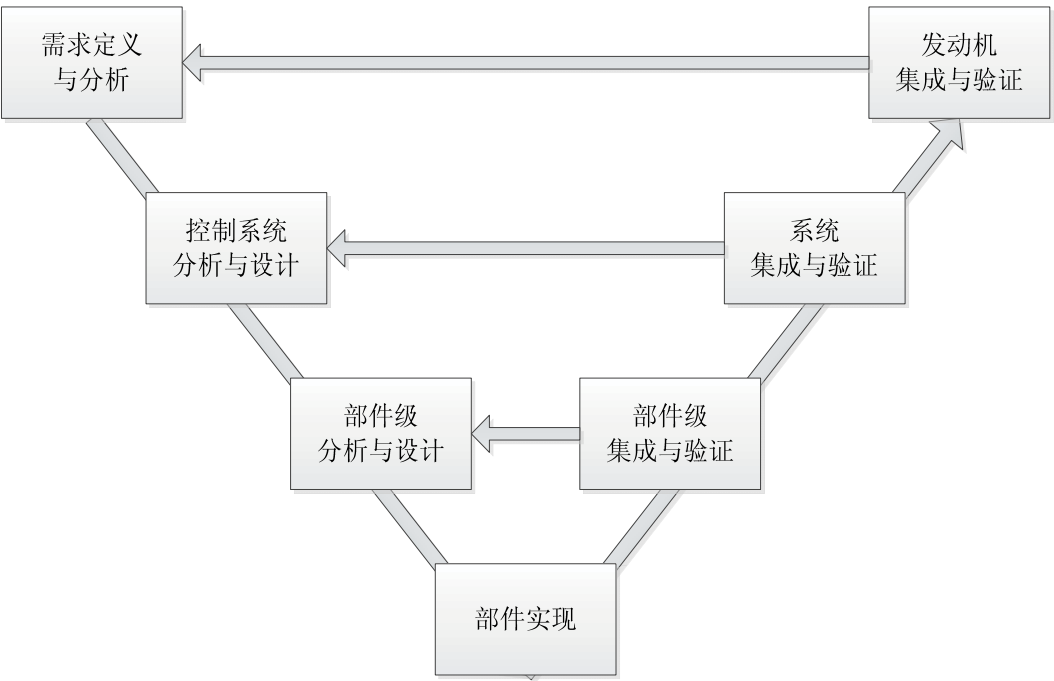 需求定义
与分析
发动机
集成与验证
控制系统
分析与设计
系统
集成与验证
部件级
分析与设计
部件级
集成与验证
部件实现